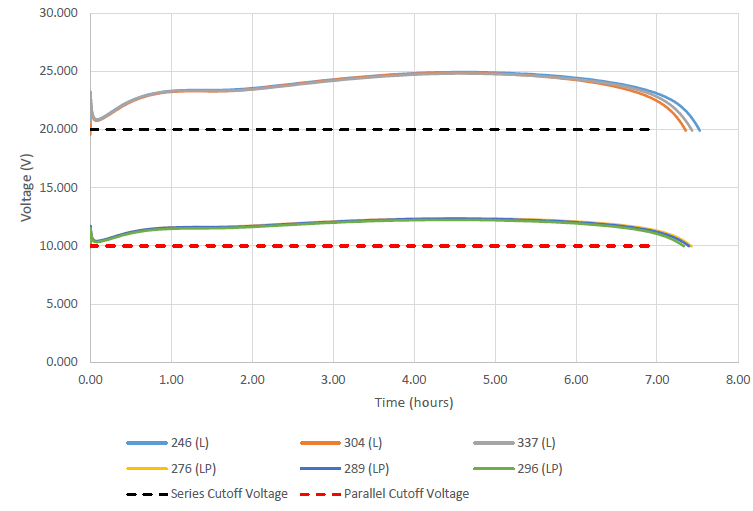 30.000
25.000
20.000
15.000
10.000
5.000
0.000
Voltage (V)
0.00 1.00 2.00 3.00 4.00 5.00 6.00 7.00 8.00
Time (hours)
246 (L) 304 (L) 337 (L)
276 (LP) 289 (LP) 296 (LP)
Series Cutoff Voltage Parallel Cutoff Voltage